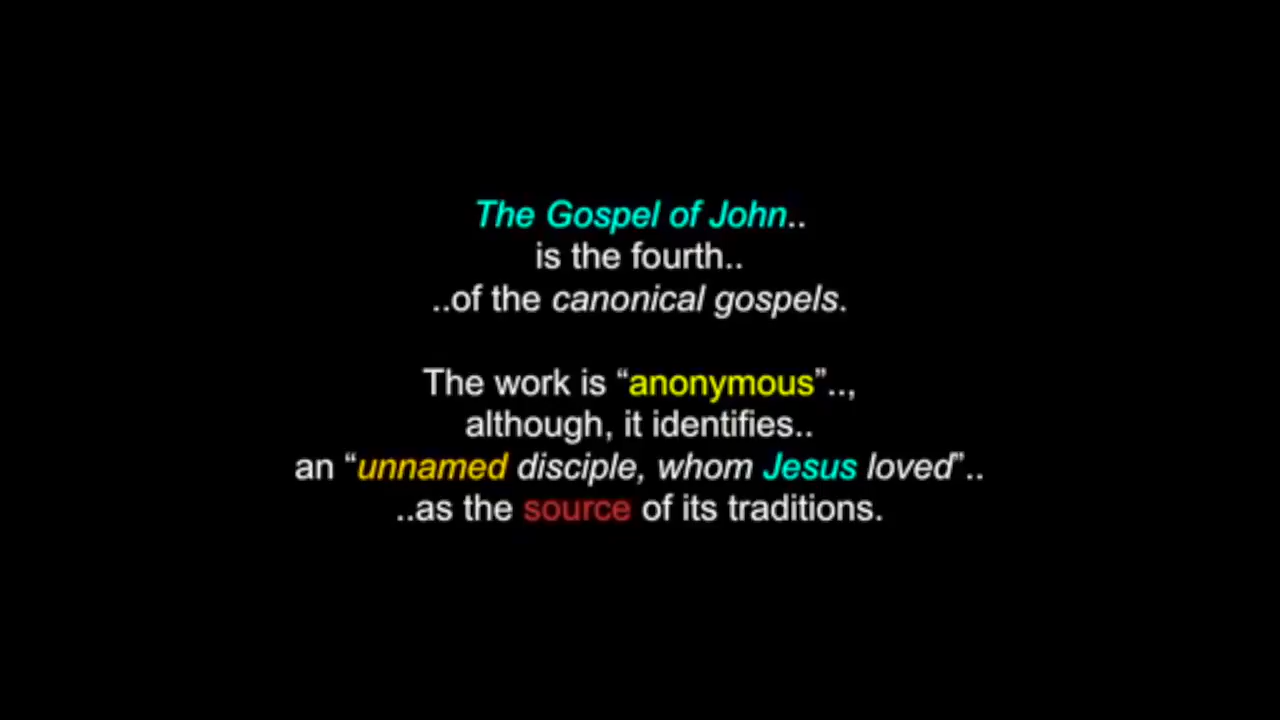 The Gospel of John..
is the fourth..
..of the canonical gospels.
The work is “anonymous”..,
although, it identifies..
an “unnamed disciple, whom Jesus loved”..
..as the source of its traditions.